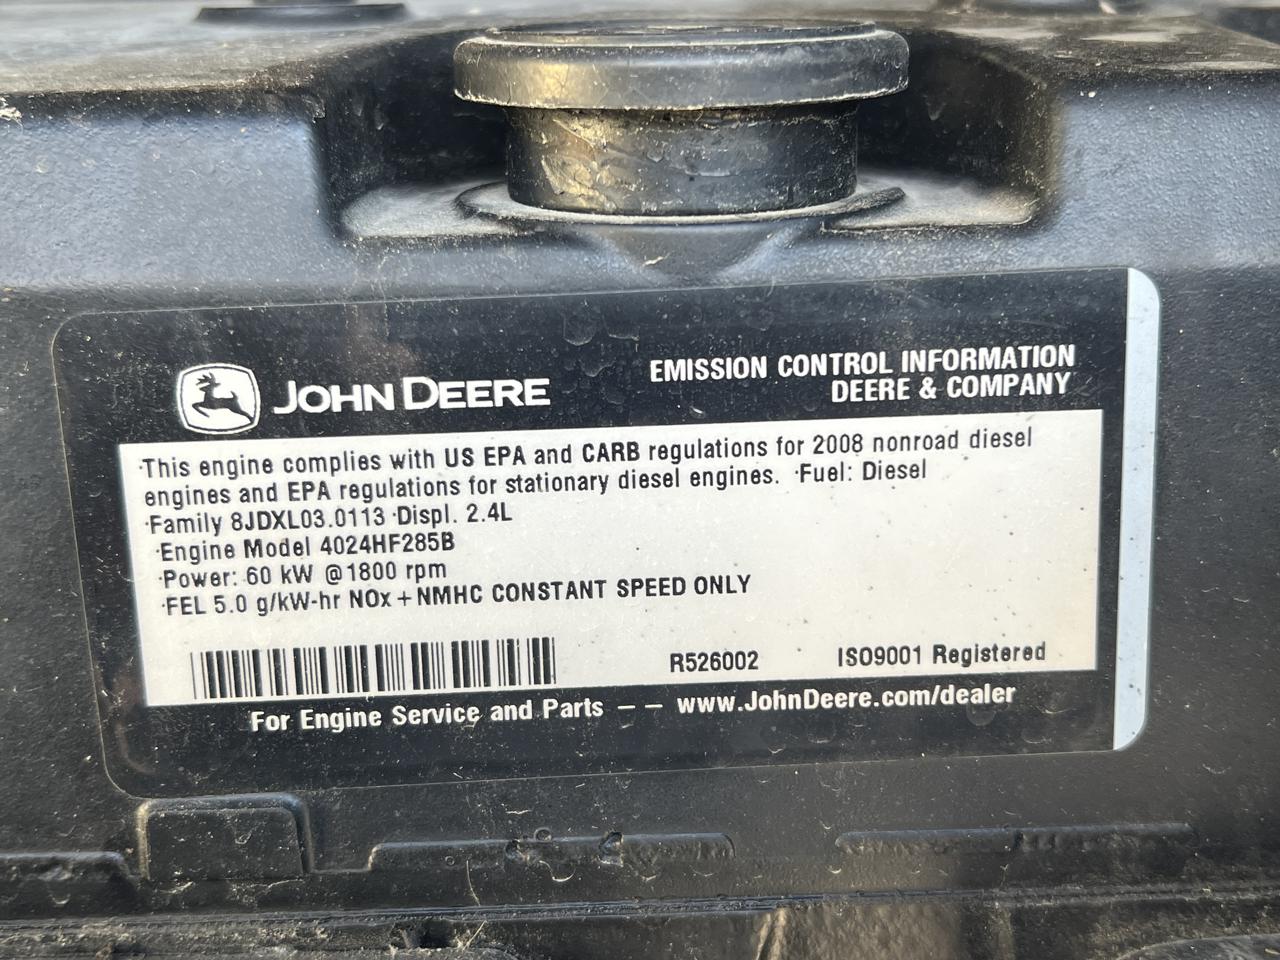 JOHN DEERE
EMISSION CONTROL INFORMATION
DEERE & COMPANY
·This engine complies with US EPA and CARB regulations for 2008 nonroad diesel
engines and EPA regulations for stationary diesel engines. ·Fuel: Diesel
·Family 8JDXL03.0113 ·Displ. 2.4L
·Engine Model 4024HF285B
·Power: 60 kW @1800 rpm
·FEL 5.0 g/kW-hr NOx + NMHC CONSTANT SPEED ONLY
R526002 ISO9001 Registered
For Engine Service and Parts – – www.JohnDeere.com/dealer